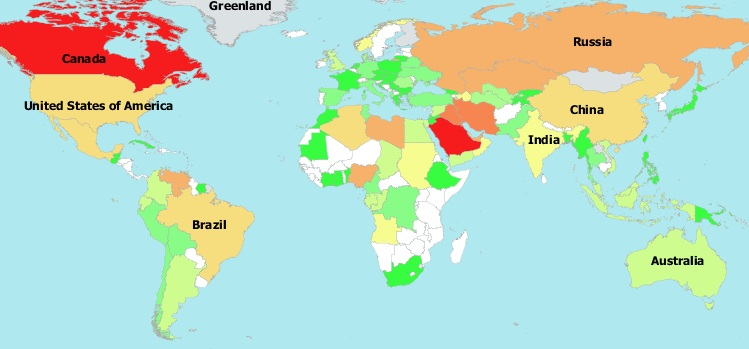 Greenland
Canada
Russia
United States of America
China
India
Brazil
Australia